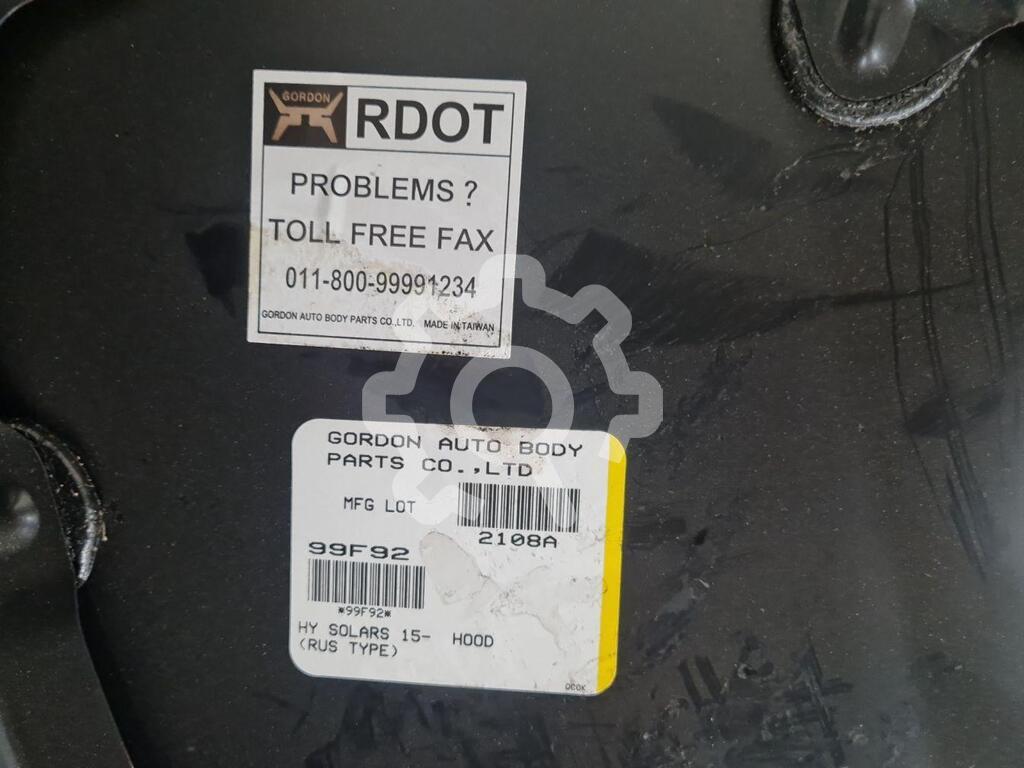 GORDON
RDOT
PROBLEMS ?
TOLL FREE FAX
011-800-99991234
GORDON AUTO BODY PARTS CO.,LTD. MADE IN TAIWAN
GORDON AUTO BODY
PARTS CO.,LTD
MFG LOT
2108A
99F92
*99F92*
HY SOLARS 15- HOOD
(RUS TYPE)
QCOK